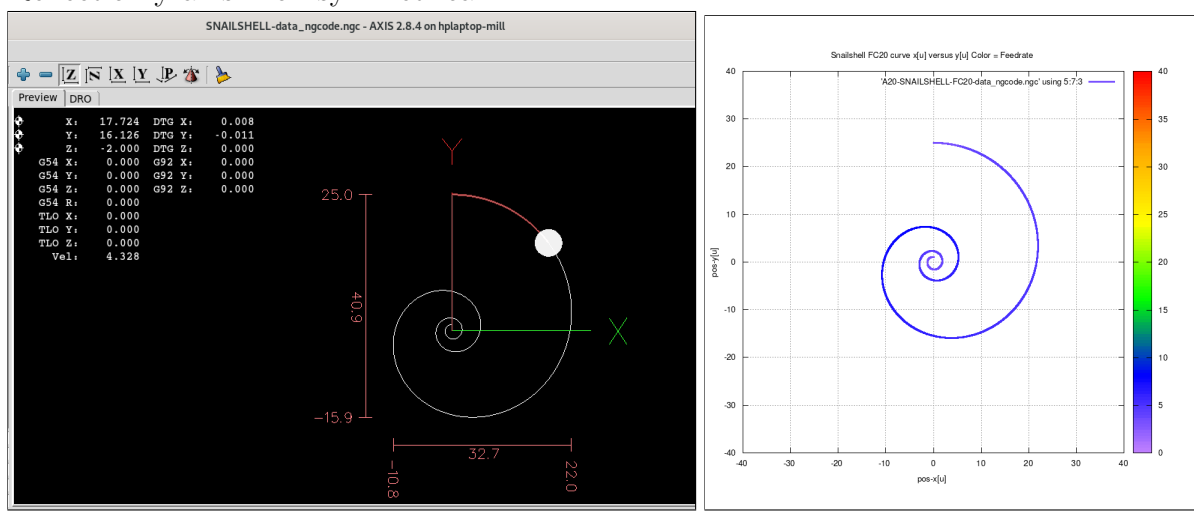 SNAILSHELL-data_ngcode.ngc - AXIS 2.8.4 on hplaptop-mill
Z N X Y P
Preview DRO
X: 17.724 DTG X: 0.008
Y: 16.126 DTG Y: -0.011
Z: -2.000 DTG Z: 0.000
G54 X: 0.000 G92 X: 0.000
G54 Y: 0.000 G92 Y: 0.000
G54 Z: 0.000 G92 Z: 0.000
G54 R: 0.000
TLO X: 0.000
TLO Y: 0.000
TLO Z: 0.000
Vel: 4.328
Y
25.0
40.9
X
-15.9
32.7
-10.8
22.0
Snailshell FC20 curve x[u] versus y[u] Color = Feedrate
'A20-SNAILSHELL-FC20-data_ngcode.ngc' using 5:7:3
40
30
20
10
0
-10
-20
-30
-40
pos-y[u]
-40 -30 -20 -10 0 10 20 30 40
pos-x[u]
40
35
30
25
20
15
10
5
0